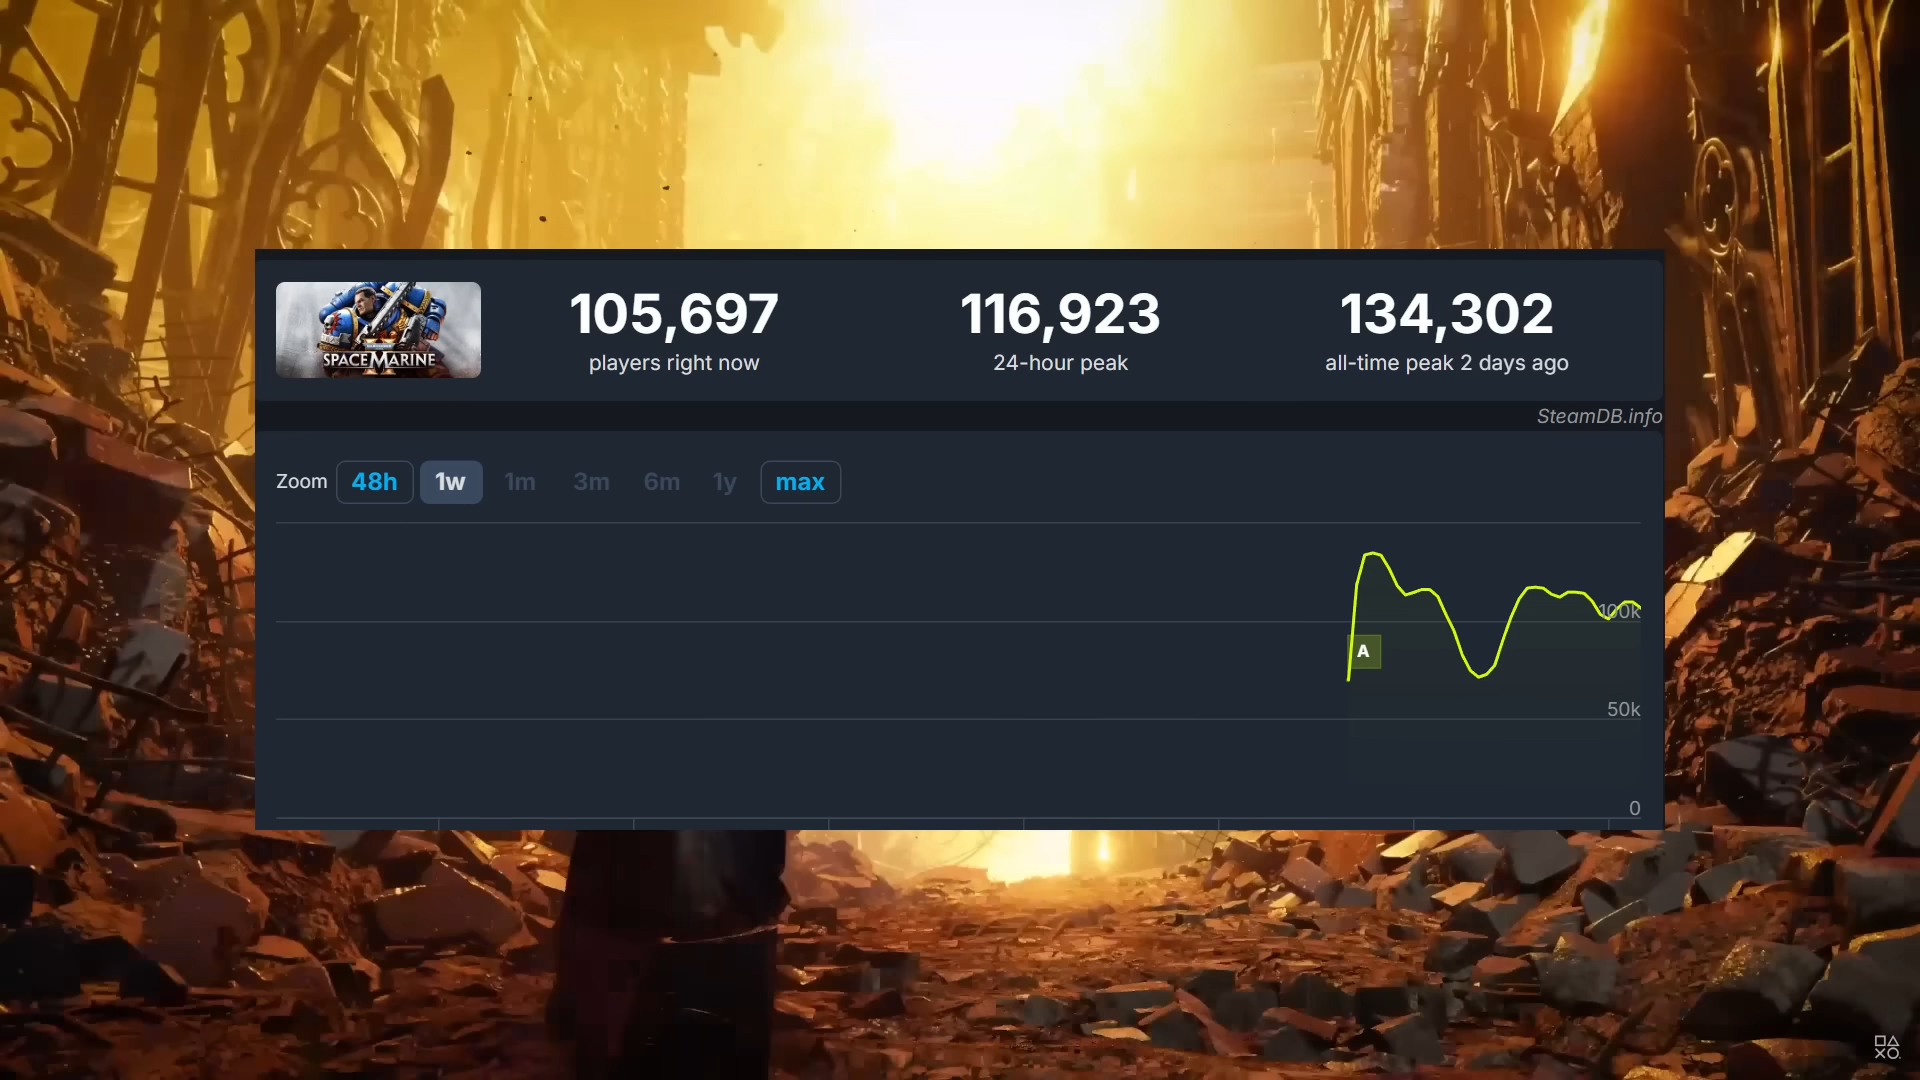 SPACE MARINE
105,697
players right now
116,923
24-hour peak
134,302
all-time peak 2 days ago
SteamDB.info
Zoom 48h 1w 1m 3m 6m 1y max
A
100k
50k
0